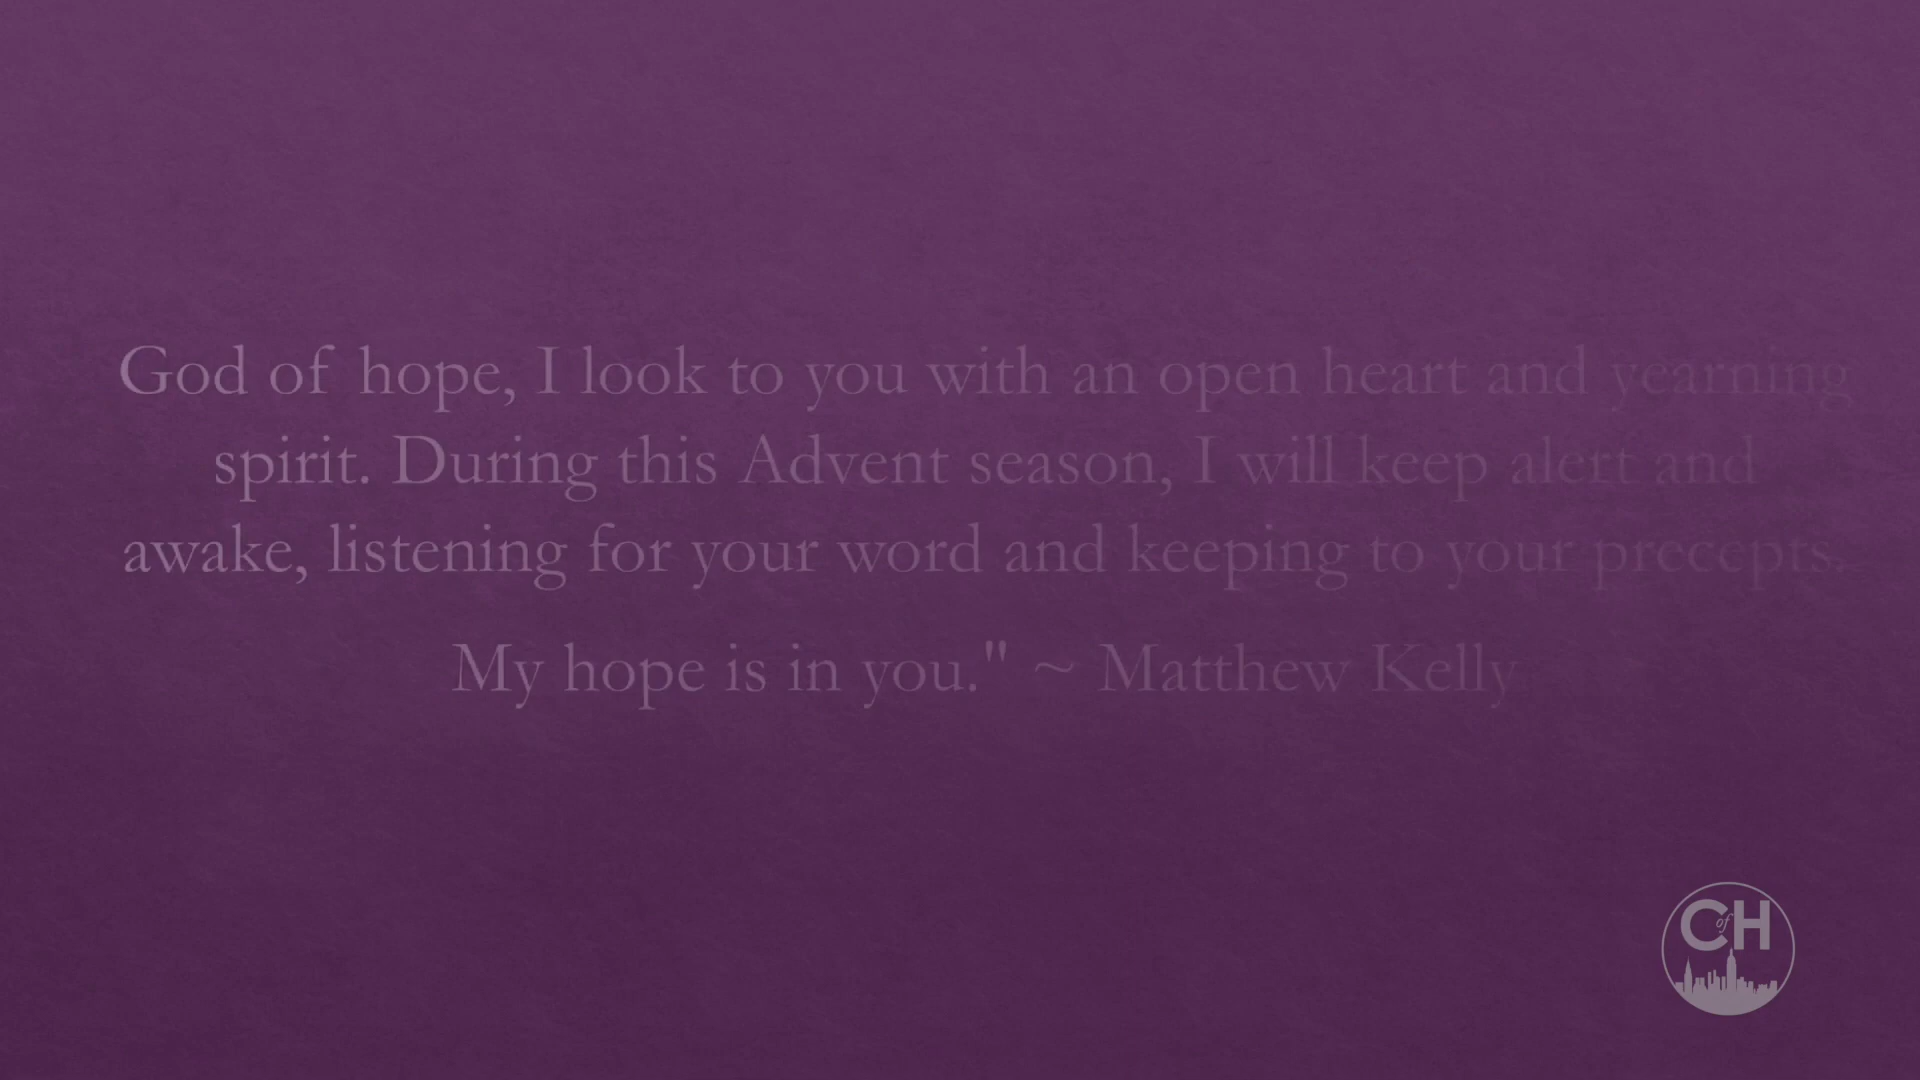 God of hope, I look to you with an open heart and yearning
spirit. During this Advent season, I will keep alert and
awake, listening for your word and keeping to your precepts.
My hope is in you." ~ Matthew Kelly
C of H